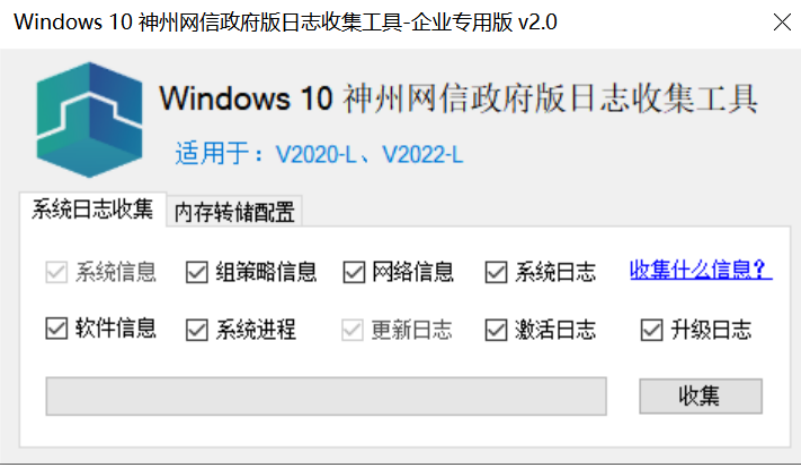 Windows 10 神州网信政府版日志收集工具-企业专用版 v2.0
Windows 10 神州网信政府版日志收集工具
适用于：V2020-L、V2022-L
系统日志收集 内存转储配置
系统信息 组策略信息 网络信息 系统日志 收集什么信息？
软件信息 系统进程 更新日志 激活日志 升级日志
收集